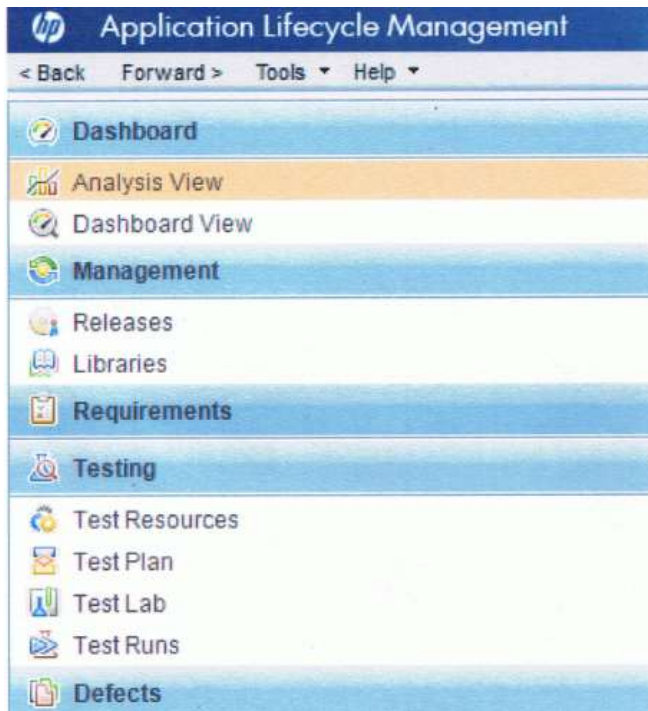 hp Application Lifecycle Management
< Back Forward > Tools Help
Dashboard
Analysis View
Dashboard View
Management
Releases
Libraries
Requirements
Testing
Test Resources
Test Plan
Test Lab
Test Runs
Defects